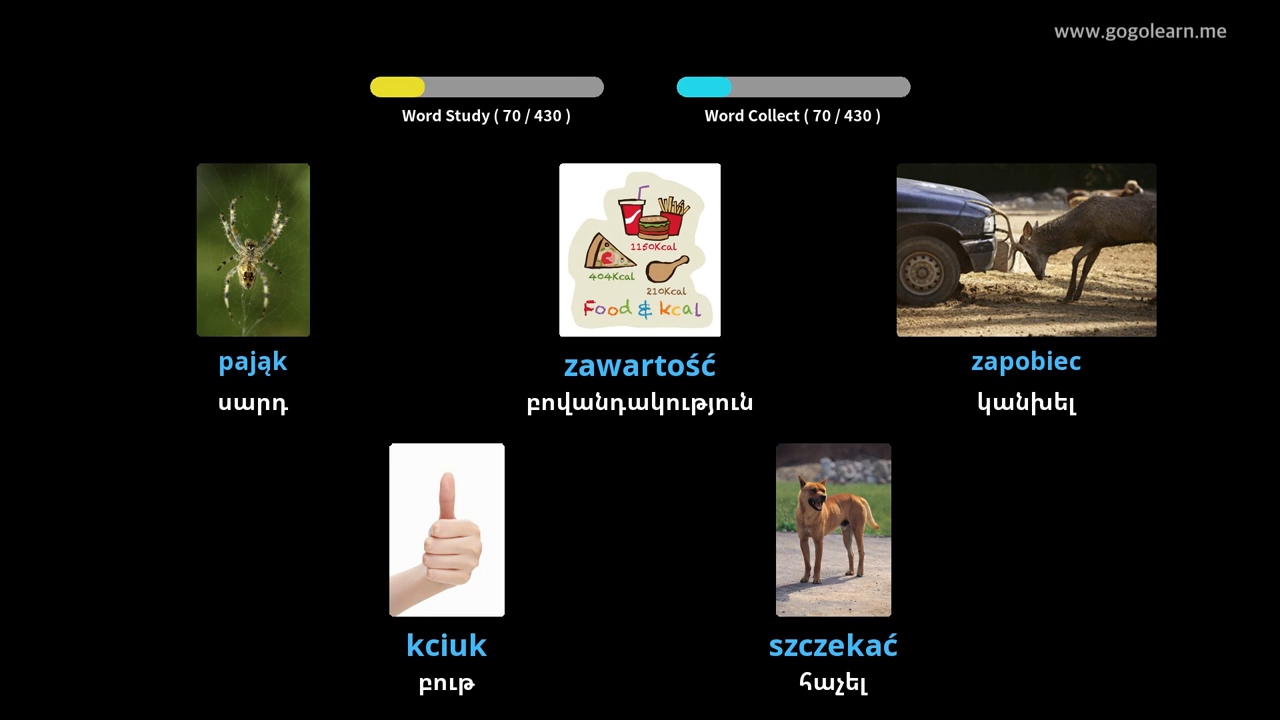 www.gogolearn.me
Word Study ( 70 / 430 )
Word Collect ( 70 / 430 )
1150Kcal
404Kcal
210Kcal
Food & kcal
pająk
zawartość
zapobiec
սարդ
բովանդակություն
կանխել
kciuk
szczekać
բութ
հաչել